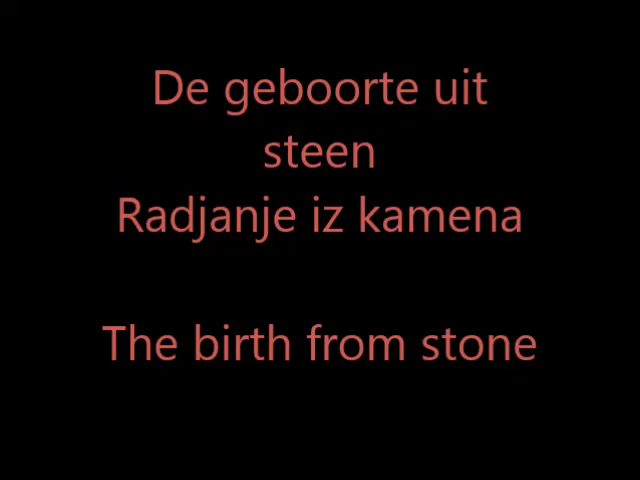 De geboorte uit
steen
Radjanje iz kamena
The birth from stone